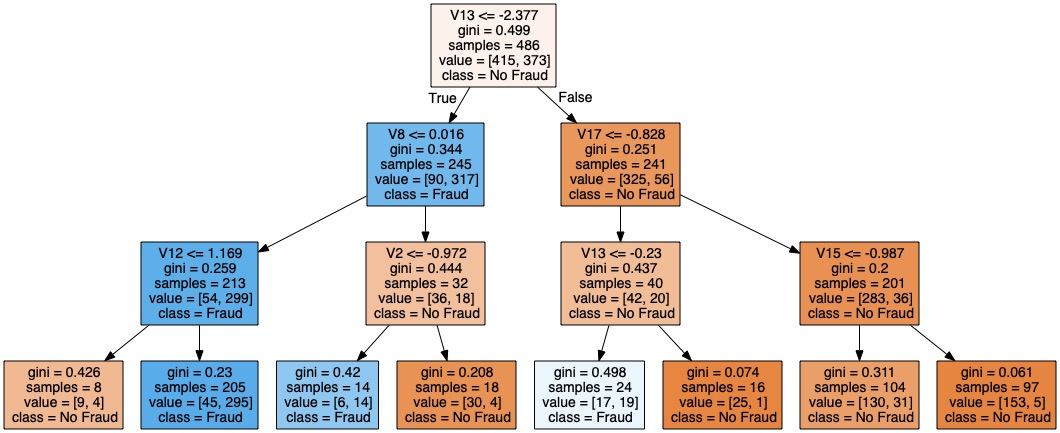 V13 <= -2.377
gini = 0.499
samples = 486
value = [415, 373]
class = No Fraud
True
False
V8 <= 0.016
gini = 0.344
samples = 245
value = [90, 317]
class = Fraud
V17 <= -0.828
gini = 0.251
samples = 241
value = [325, 56]
class = No Fraud
V12 <= 1.169
gini = 0.259
samples = 213
value = [54, 299]
class = Fraud
V2 <= -0.972
gini = 0.444
samples = 32
value = [36, 18]
class = No Fraud
V13 <= -0.23
gini = 0.437
samples = 40
value = [42, 20]
class = No Fraud
V15 <= -0.987
gini = 0.2
samples = 201
value = [283, 36]
class = No Fraud
gini = 0.426
samples = 8
value = [9, 4]
class = No Fraud
gini = 0.23
samples = 205
value = [45, 295]
class = Fraud
gini = 0.42
samples = 14
value = [6, 14]
class = Fraud
gini = 0.208
samples = 18
value = [30, 4]
class = No Fraud
gini = 0.498
samples = 24
value = [17, 19]
class = Fraud
gini = 0.074
samples = 16
value = [25, 1]
class = No Fraud
gini = 0.311
samples = 104
value = [130, 31]
class = No Fraud
gini = 0.061
samples = 97
value = [153, 5]
class = No Fraud